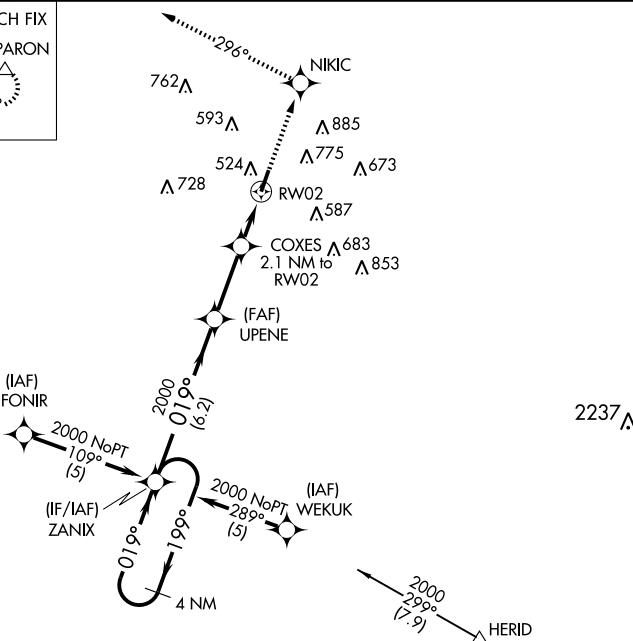 CH FIX
PARON
296°
NIKIC
762
593
885
775
524
673
728
RW02
587
COXES
2.1 NM to
RW02
683
853
(FAF)
UPENE
2000
019°
(6.2)
(IAF)
FONIR
2000 NoPT
109°
(5)
2237
(IF/IAF)
ZANIX
2000 NoPT
289°
(5)
(IAF)
WEKUK
019°
199°
4 NM
2000
299°
(7.9)
HERID